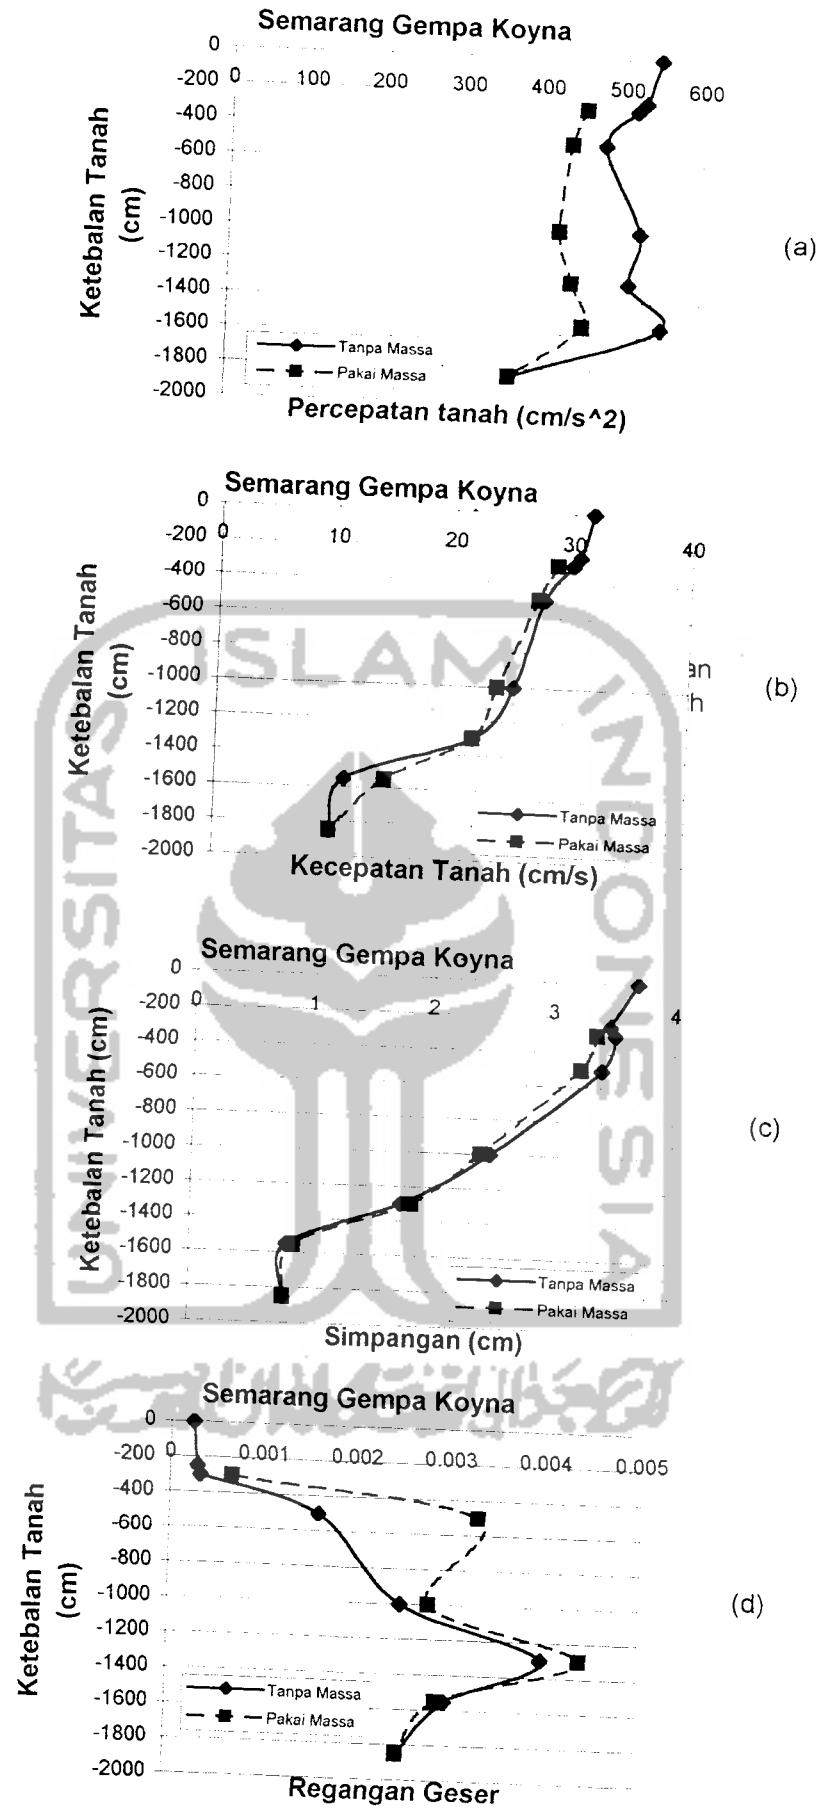 Semarang Gempa Koyna
0
-200
-400
-600
-800
-1000
-1200
-1400
-1600
-1800
-2000
0 100 200 300 400 500 600
Ketebalan Tanah
(cm)
Tanpa Massa
Pakai Massa
Percepatan tanah (cm/s^2)
(a)
Semarang Gempa Koyna
0
-200
-400
-600
-800
-1000
-1200
-1400
-1600
-1800
-2000
0 10 20 30 40
Ketebalan Tanah
(cm)
an
h
Tanpa Massa
Pakai Massa
Kecepatan Tanah (cm/s)
(b)
Semarang Gempa Koyna
0
-200
-400
-600
-800
-1000
-1200
-1400
-1600
-1800
-2000
0 1 2 3 4
Ketebalan Tanah (cm)
Tanpa Massa
Pakai Massa
Simpangan (cm)
(c)
UNIVERSITAS
ISLAM
INDONESIA
Semarang Gempa Koyna
0
-200
-400
-600
-800
-1000
-1200
-1400
-1600
-1800
-2000
0 0.001 0.002 0.003 0.004 0.005
Ketebalan Tanah
(cm)
Tanpa Massa
Pakai Massa
Regangan Geser
(d)